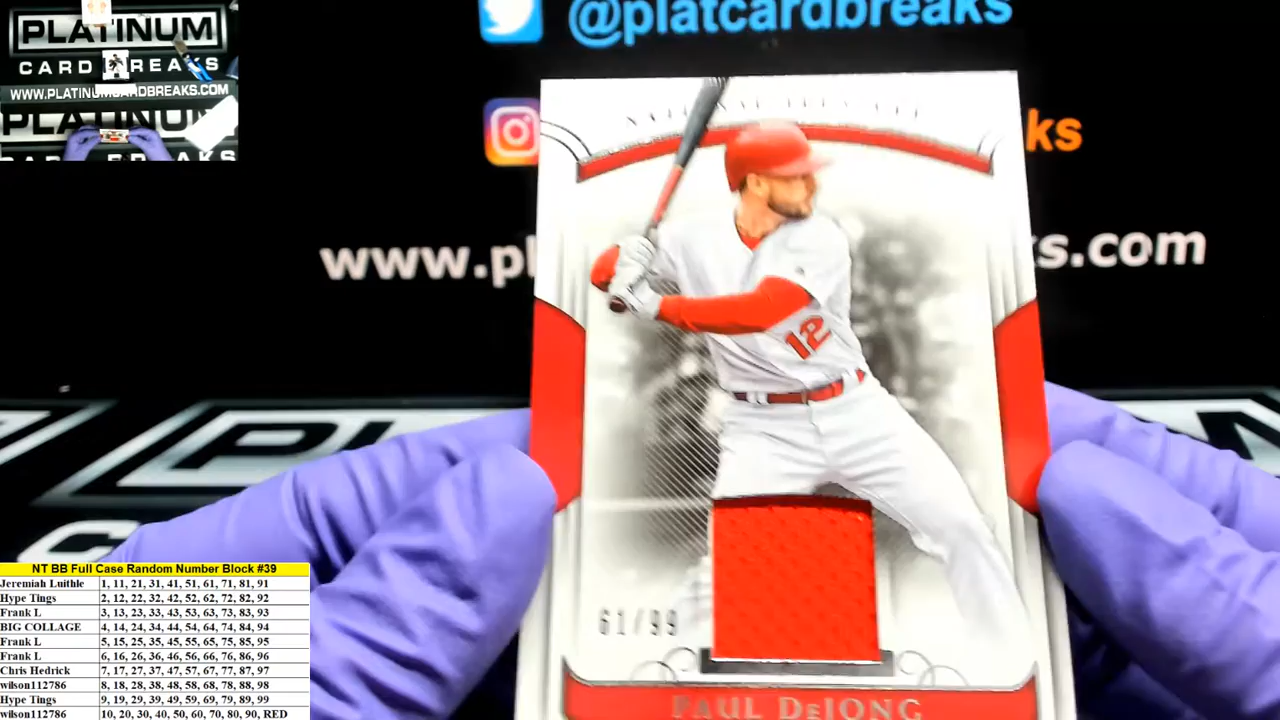 PLATINUM
CARD BREAKS
WWW.PLATINUMCARDBREAKS.COM
PLATINUM
CARD BREAKS
@platcardbreaks
ks
www.pl
s.com
NATIONAL TREASURES
12
61/99
PAUL DEJONG
NT BB Full Case Random Number Block #39
Jeremiah Luithle 1, 11, 21, 31, 41, 51, 61, 71, 81, 91
Hype Tings 2, 12, 22, 32, 42, 52, 62, 72, 82, 92
Frank L 3, 13, 23, 33, 43, 53, 63, 73, 83, 93
BIG COLLAGE 4, 14, 24, 34, 44, 54, 64, 74, 84, 94
Frank L 5, 15, 25, 35, 45, 55, 65, 75, 85, 95
Frank L 6, 16, 26, 36, 46, 56, 66, 76, 86, 96
Chris Hedrick 7, 17, 27, 37, 47, 57, 67, 77, 87, 97
wilson112786 8, 18, 28, 38, 48, 58, 68, 78, 88, 98
Hype Tings 9, 19, 29, 39, 49, 59, 69, 79, 89, 99
wilson112786 10, 20, 30, 40, 50, 60, 70, 80, 90, RED